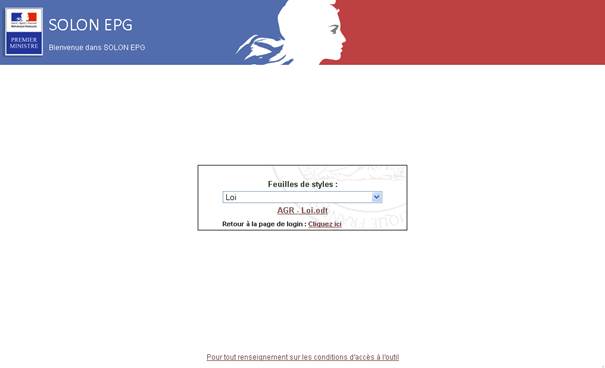 SOLON EPG
Bienvenue dans SOLON EPG
PREMIER
MINISTRE
Feuilles de styles :
Loi
AGR - Loi.odt
Retour à la page de login : Cliquez ici
Pour tout renseignement sur les conditions d'accès à l'outil